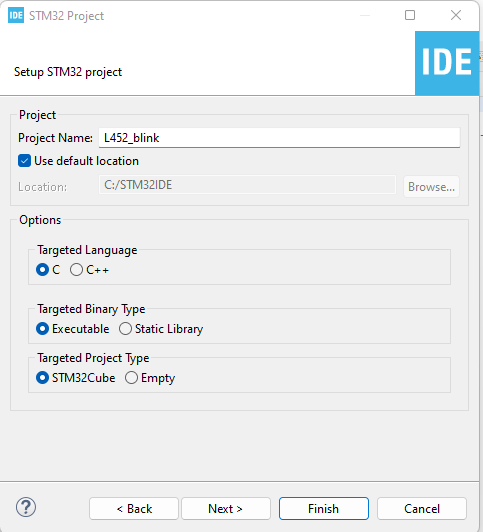 IDE STM32 Project
Setup STM32 project
IDE
Project
Project Name: L452_blink
Use default location
Location: C:/STM32IDE Browse...
Options
Targeted Language
C C++
Targeted Binary Type
Executable Static Library
Targeted Project Type
STM32Cube Empty
? < Back Next > Finish Cancel